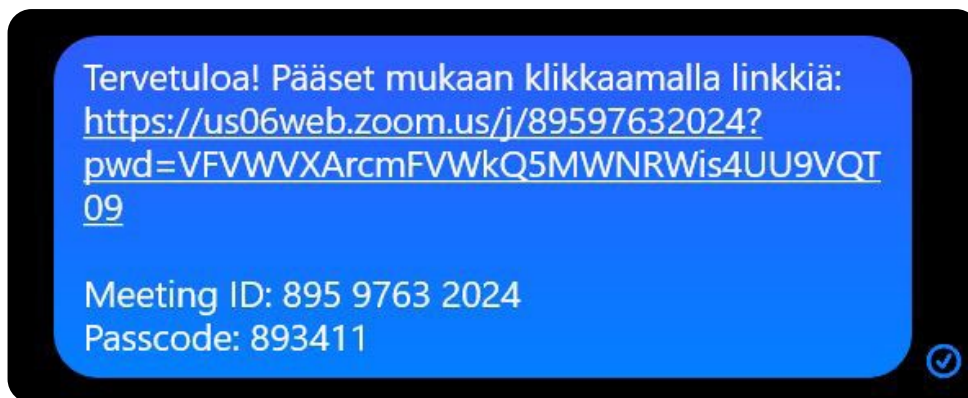 Tervetuloa! Pääset mukaan klikkaamalla linkkiä:
https://us06web.zoom.us/j/89597632024?
pwd=VFVWVXArcmFVWkQ5MWNRWis4UU9VQT
09
Meeting ID: 895 9763 2024
Passcode: 893411